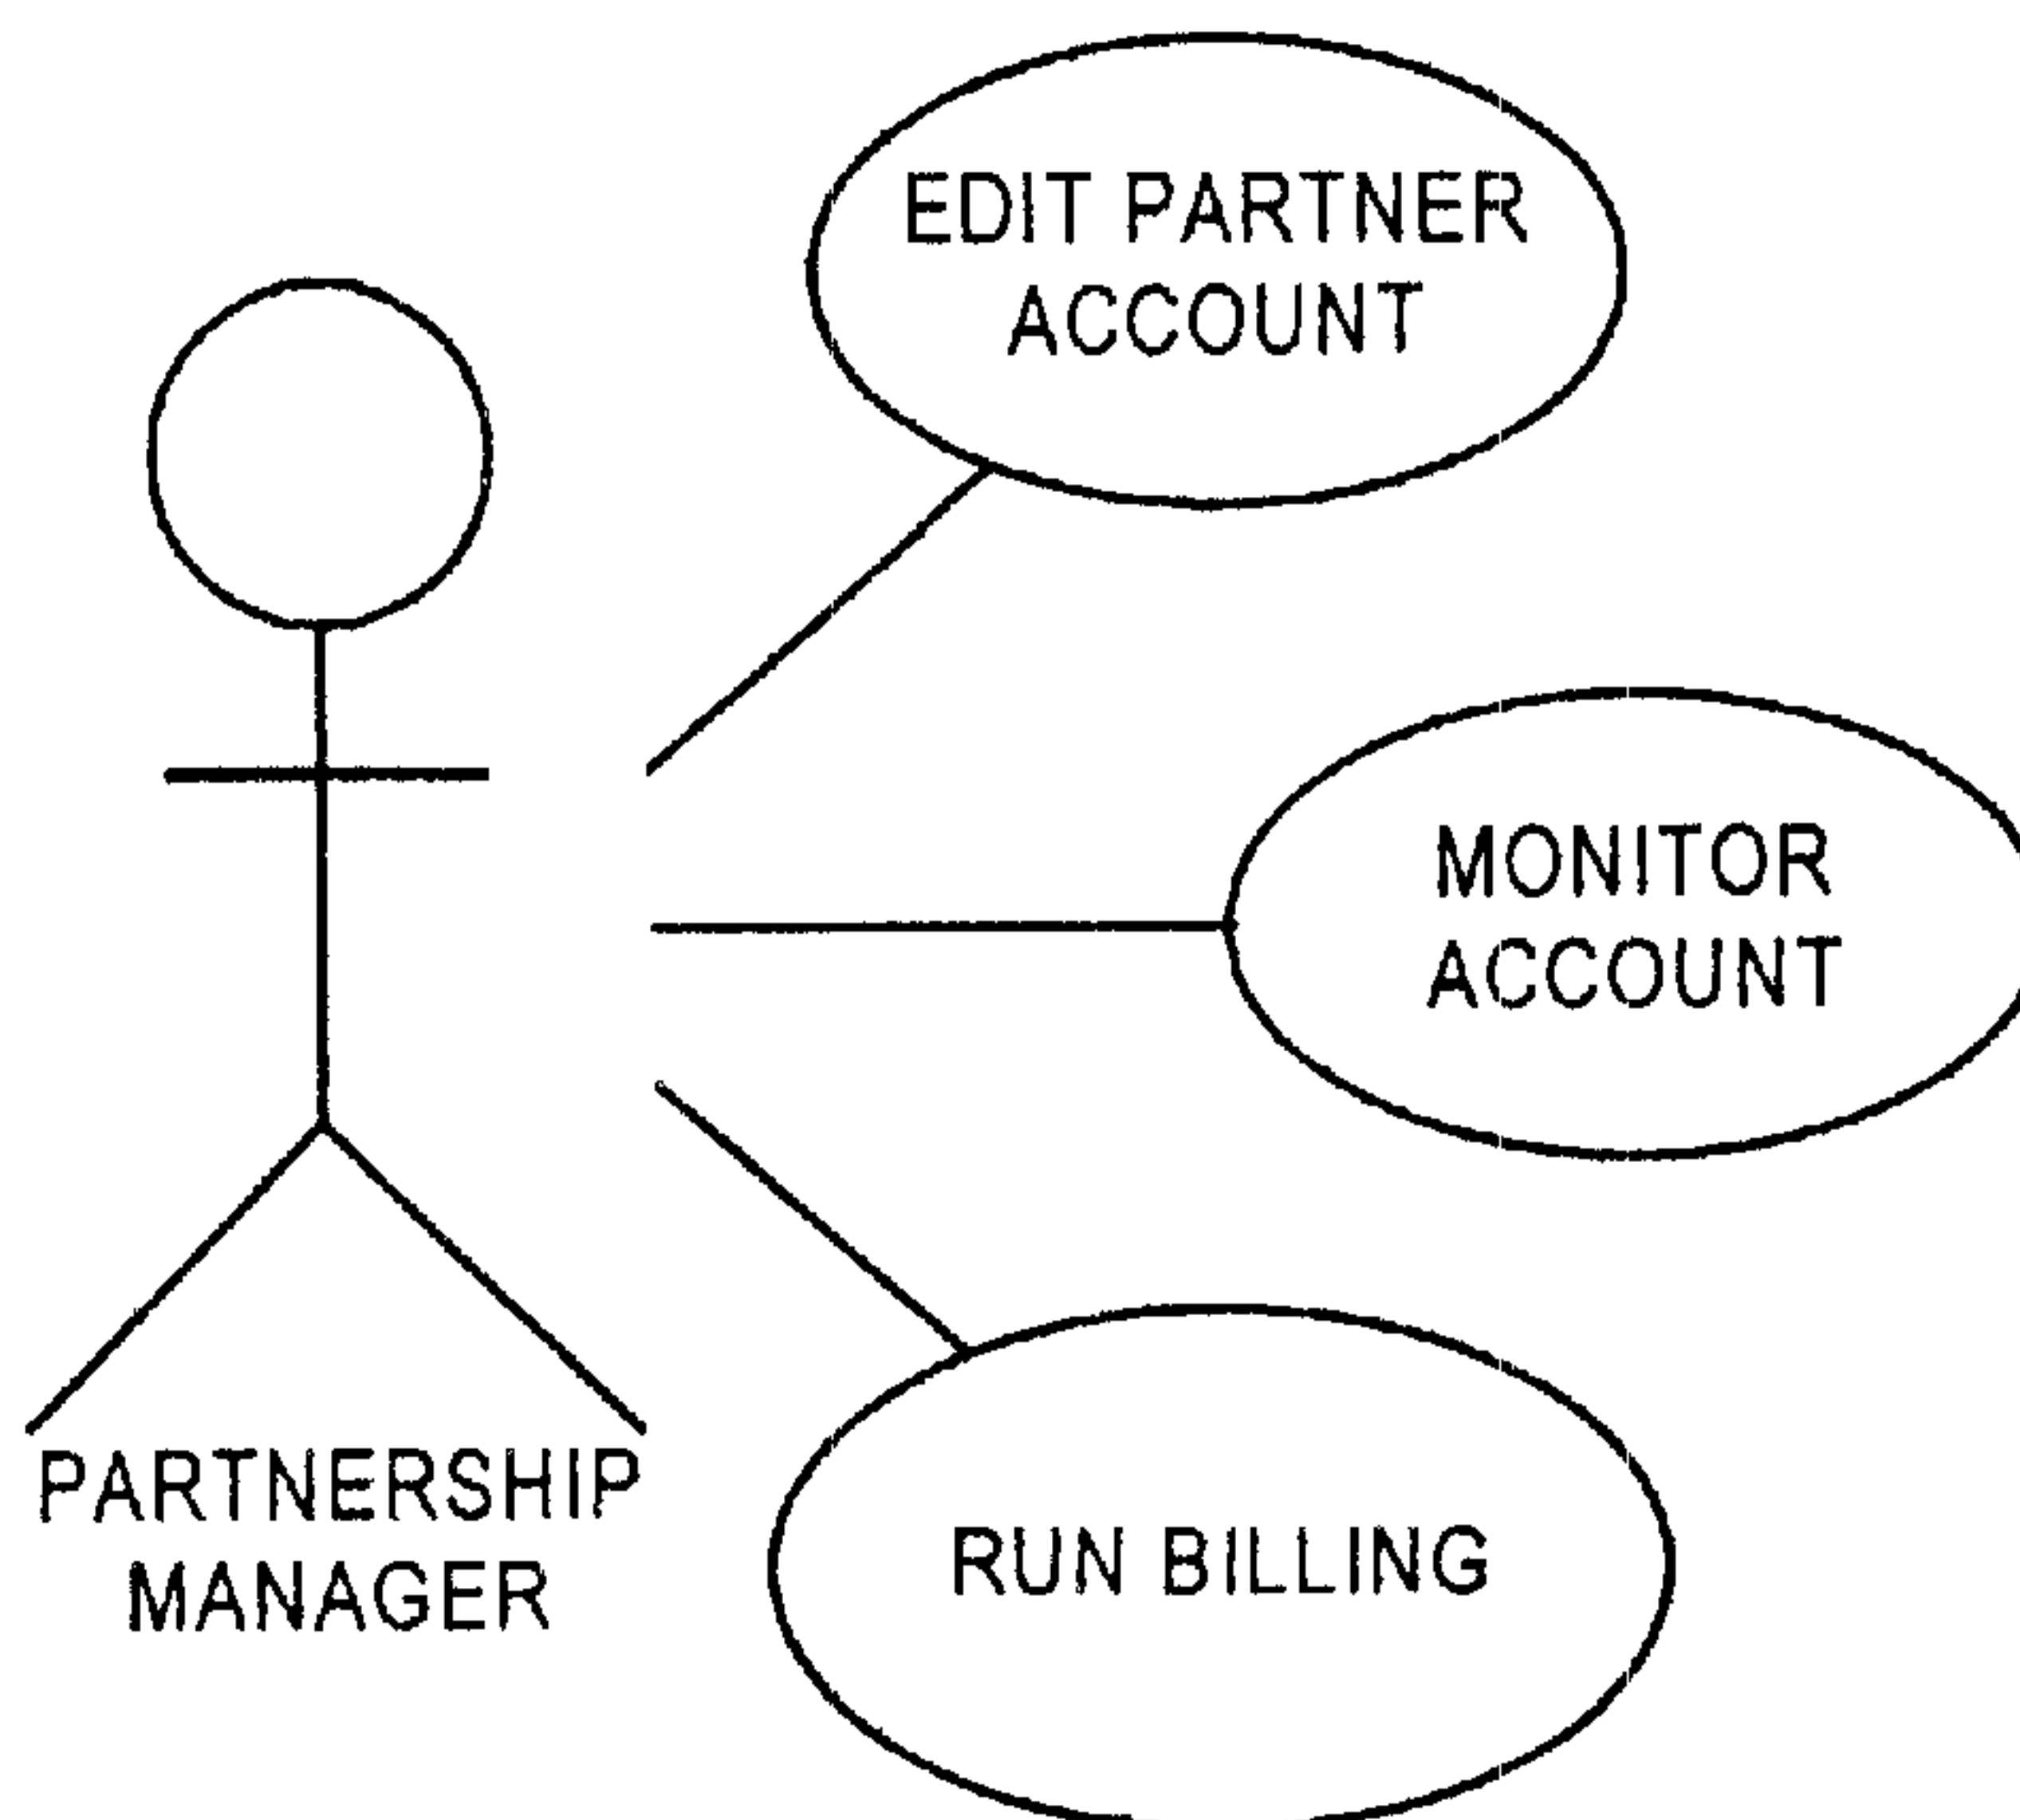 EDIT PARTNER
ACCOUNT
MONITOR
ACCOUNT
PARTNERSHIP
MANAGER
RUN BILLING